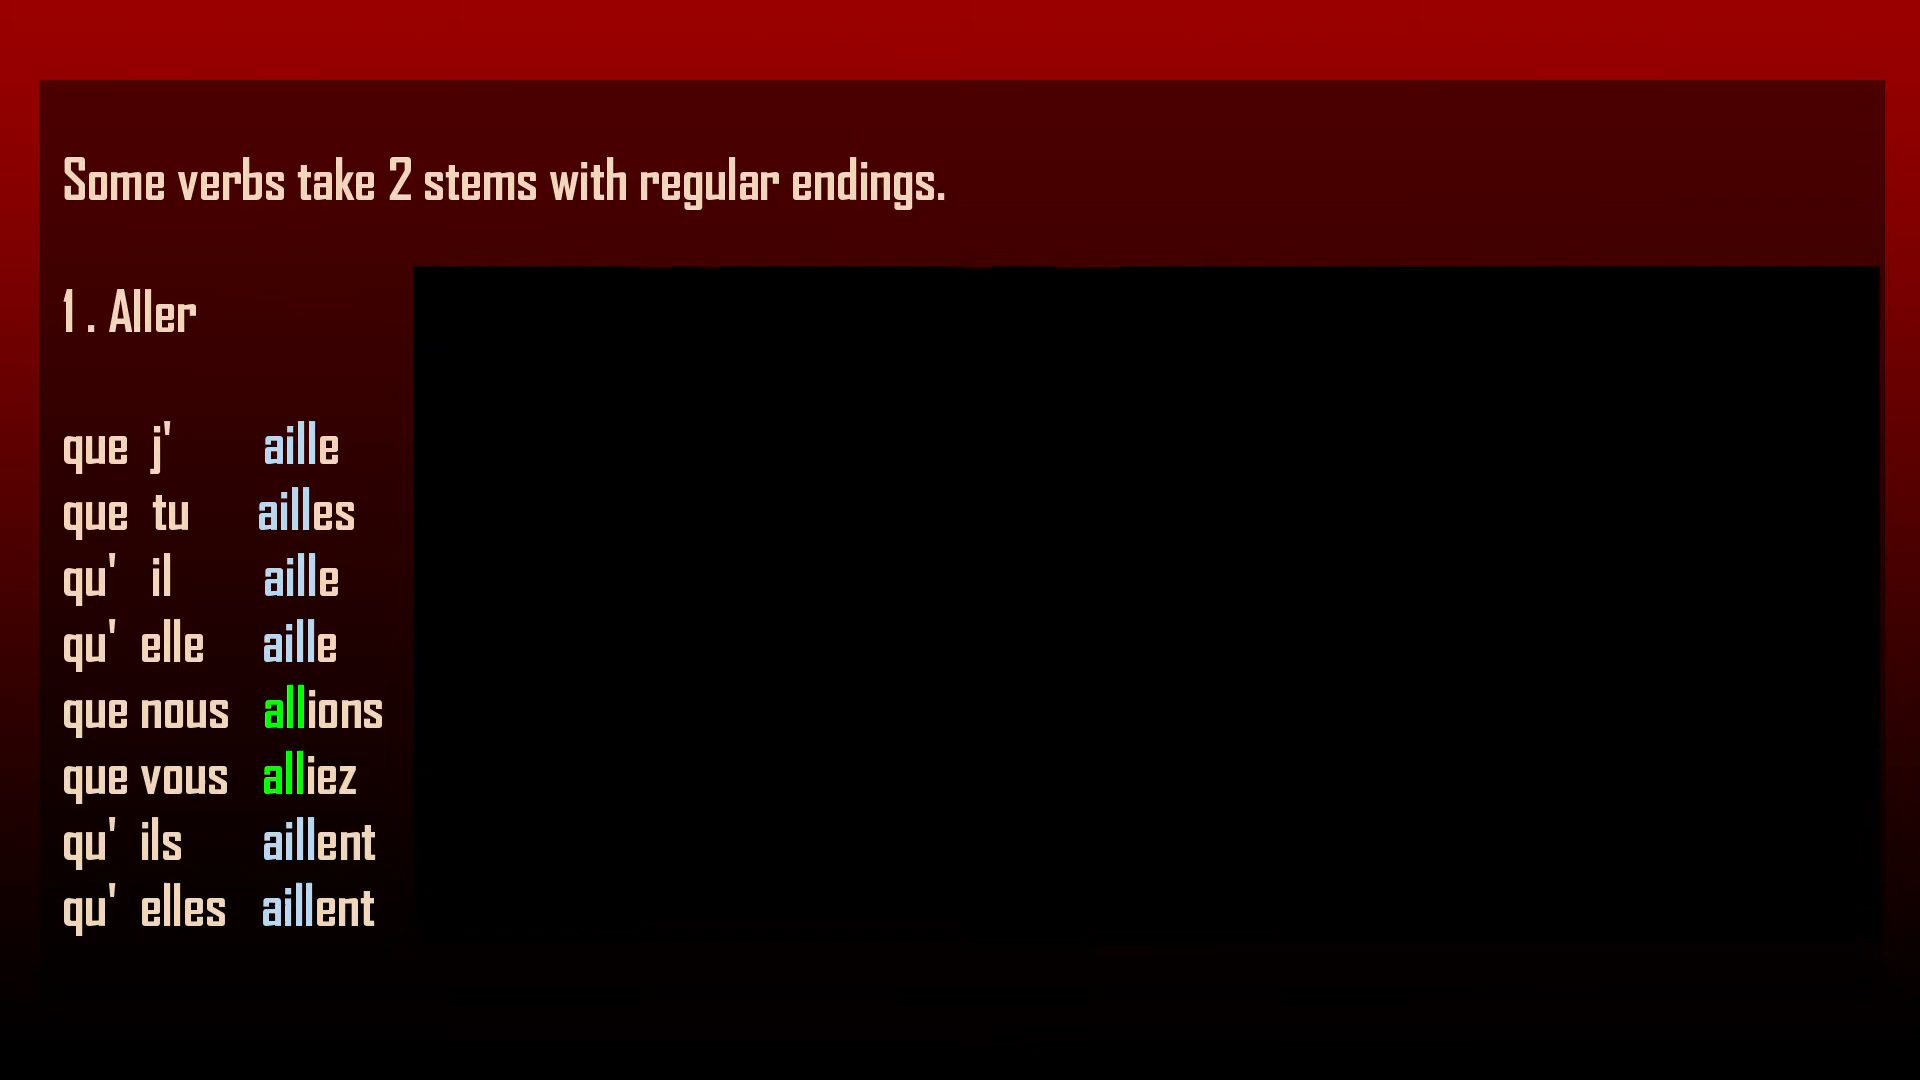 Some verbs take 2 stems with regular endings.
1 . Aller
que j' aille
que tu ailles
qu' il aille
qu' elle aille
que nous allions
que vous alliez
qu' ils aillent
qu' elles aillent